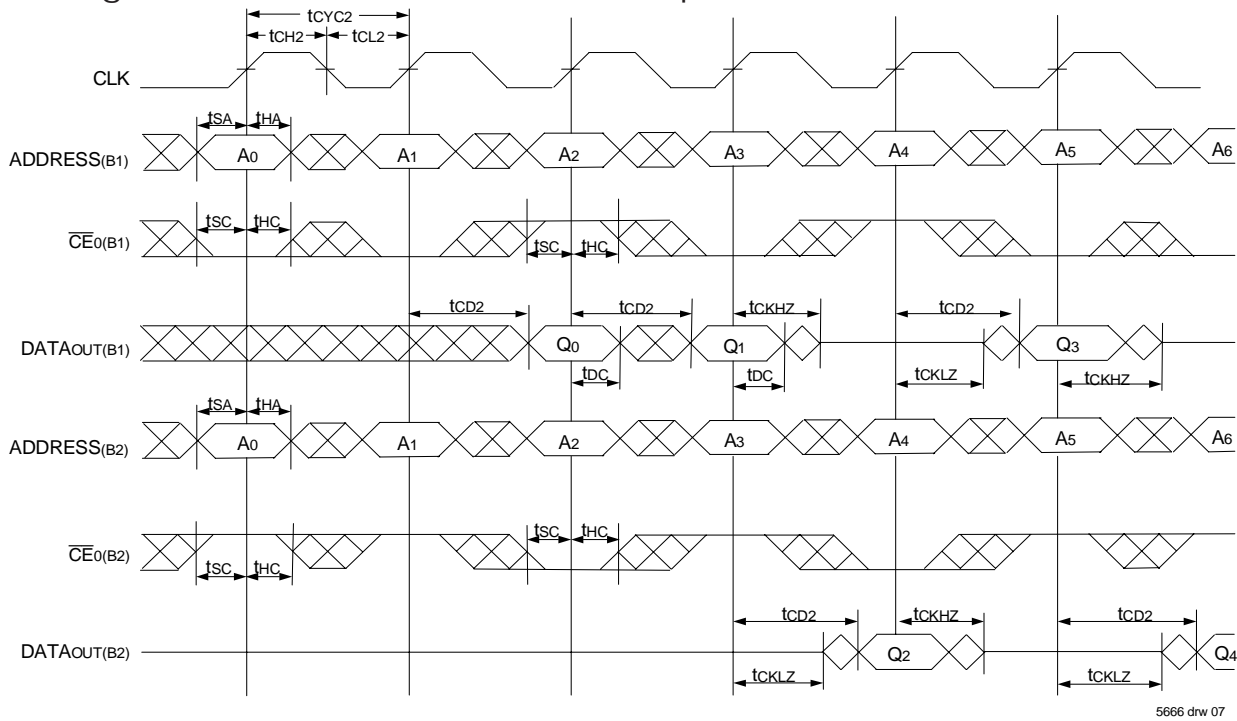 tCYC2
tCH2 tCL2
CLK
tSA tHA
ADDRESS(B1) A0 A1 A2 A3 A4 A5 A6
tSC tHC
CE0(B1) tSC tHC
tCD2 tCD2 tCKHZ tCD2
DATAOUT(B1) Q0 Q1 Q3
tDC tDC tCKLZ tCKHZ
tSA tHA
ADDRESS(B2) A0 A1 A2 A3 A4 A5 A6
tSC tHC
CE0(B2)
tSC tHC
tCD2 tCKHZ tCD2
DATAOUT(B2) Q2 Q4
tCKLZ tCKLZ
5666 drw 07